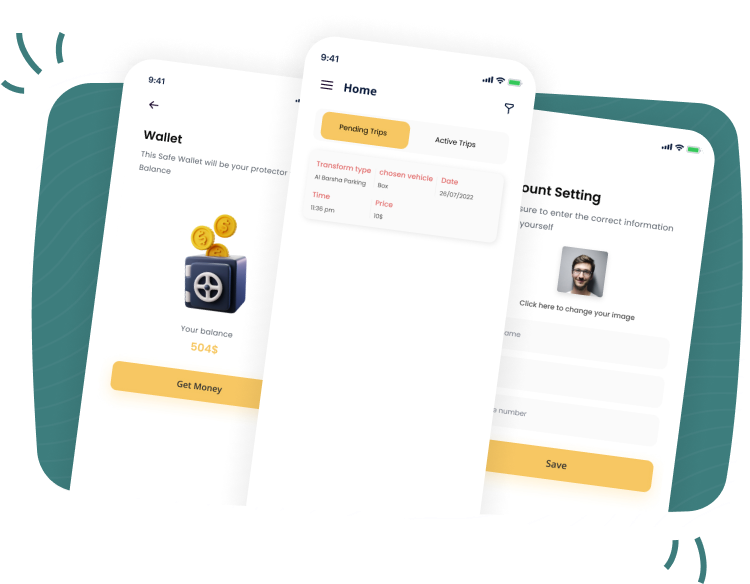 9:41
Wallet
This Safe Wallet will be your protector
Balance
Your balance
504$
Get Money
9:41
Home
Pending Trips
Active Trips
Transform type
chosen vehicle
Date
Al Barsha Parking
Box
26/07/2022
Time
Price
11:36 pm
10$
ount Setting
sure to enter the correct information
yourself
Click here to change your image
ame
number
Save